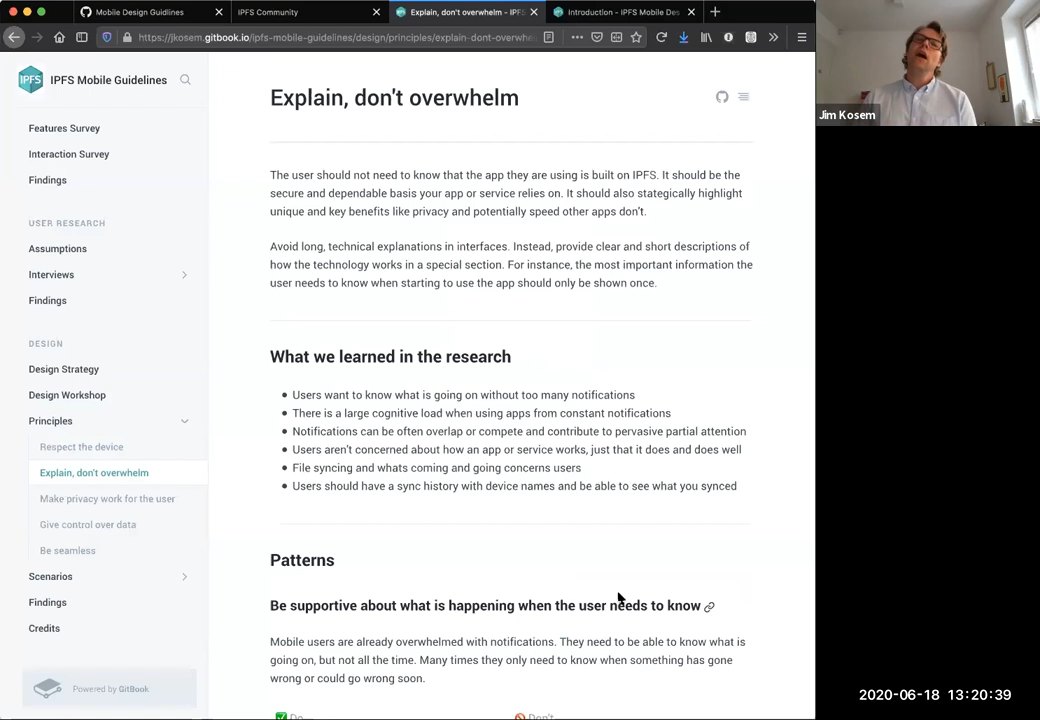 Mobile Design Guidlines
IPFS Community
Explain, don't overwhelm - IPFS
Introduction - IPFS Mobile Des
https://jkosem.gitbook.io/ipfs-mobile-guidelines/design/principles/explain-dont-overwhe
IPFS
IPFS Mobile Guidelines
Features Survey
Interaction Survey
Findings
USER RESEARCH
Assumptions
Interviews
Findings
DESIGN
Design Strategy
Design Workshop
Principles
Respect the device
Explain, don't overwhelm
Make privacy work for the user
Give control over data
Be seamless
Scenarios
Findings
Credits
Powered by GitBook
Explain, don't overwhelm
The user should not need to know that the app they are using is built on IPFS. It should be the
secure and dependable basis your app or service relies on. It should also stategically highlight
unique and key benefits like privacy and potentially speed other apps don't.
Avoid long, technical explanations in interfaces. Instead, provide clear and short descriptions of
how the technology works in a special section. For instance, the most important information the
user needs to know when starting to use the app should only be shown once.
What we learned in the research
• Users want to know what is going on without too many notifications
• There is a large cognitive load when using apps from constant notifications
• Notifications can be often overlap or compete and contribute to pervasive partial attention
• Users aren't concerned about how an app or service works, just that it does and does well
• File syncing and whats coming and going concerns users
• Users should have a sync history with device names and be able to see what you synced
Patterns
Be supportive about what is happening when the user needs to know
Mobile users are already overwhelmed with notifications. They need to be able to know what is
going on, but not all the time. Many times they only need to know when something has gone
wrong or could go wrong soon.
Do
Don't
Jim Kosem
2020-06-18 13:20:39